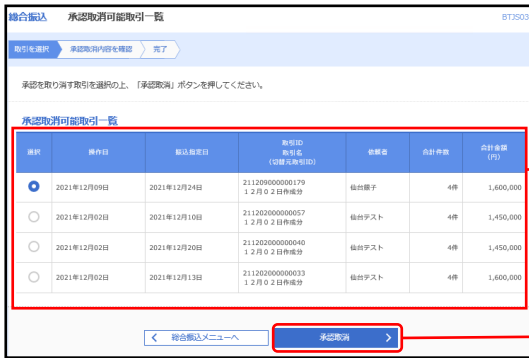 総合振込 承認取消可能取引一覧 BTJS03
取引を選択 承認取消内容を確認 完了
承認を取り消す取引を選択の上、「承認取消」ボタンを押してください。
承認取消可能取引一覧
選択 操作日 振込指定日 取引ID 依頼者 合計件数 合計金額
取引名 (円)
(切替元取引ID)
2021年12月09日 2021年12月24日 211209000000179 仙台銀子 4件 1,600,000
12月02日作成分
2021年12月02日 2021年12月10日 211202000000057 仙台テスト 4件 1,450,000
12月02日作成分
2021年12月02日 2021年12月20日 211202000000040 仙台テスト 4件 1,450,000
12月02日作成分
2021年12月02日 2021年12月13日 211202000000033 仙台テスト 4件 1,600,000
12月02日作成分
総合振込メニューへ 承認取消